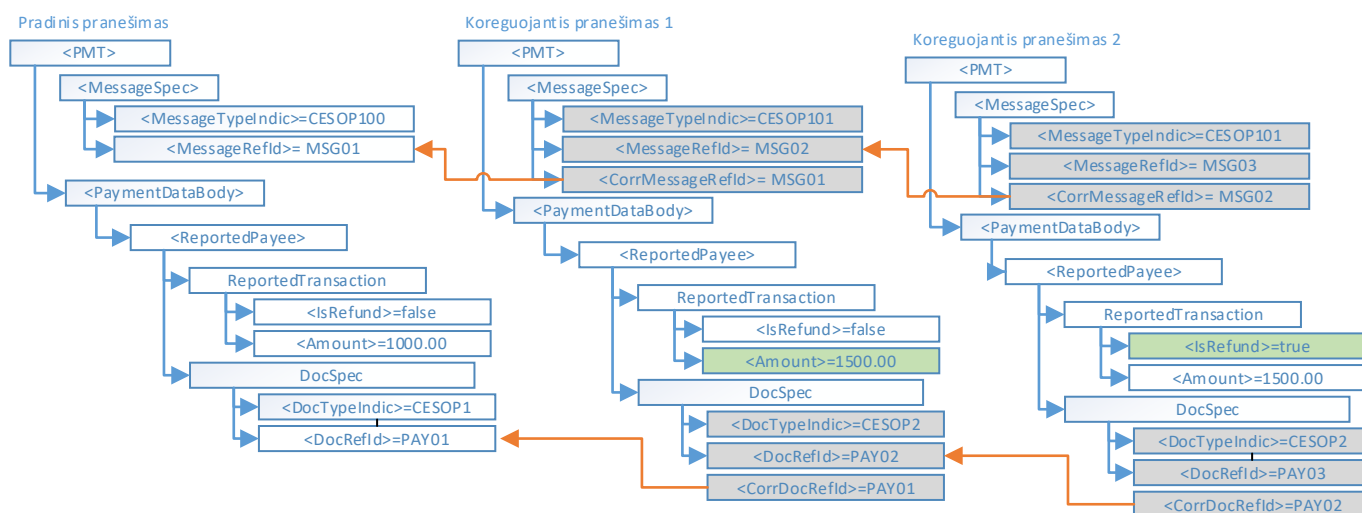 Pradinis pranešimas
<PMT>
<MessageSpec>
<MessageTypeIndic>=CESOP100
<MessageRefId>= MSG01
<PaymentDataBody>
<ReportedPayee>
ReportedTransaction
<IsRefund>=false
<Amount>=1000.00
DocSpec
<DocTypeIndic>=CESOP1
<DocRefId>=PAY01
Koreguojantis pranešimas 1
<PMT>
<MessageSpec>
<MessageTypeIndic>=CESOP101
<MessageRefId>= MSG02
<CorrMessageRefId>= MSG01
<PaymentDataBody>
<ReportedPayee>
ReportedTransaction
<IsRefund>=false
<Amount>=1500.00
DocSpec
<DocTypeIndic>=CESOP2
<DocRefId>=PAY02
<CorrDocRefId>=PAY01
Koreguojantis pranešimas 2
<PMT>
<MessageSpec>
<MessageTypeIndic>=CESOP101
<MessageRefId>= MSG03
<CorrMessageRefId>= MSG02
<PaymentDataBody>
<ReportedPayee>
ReportedTransaction
<IsRefund>=true
<Amount>=1500.00
DocSpec
<DocTypeIndic>=CESOP2
<DocRefId>=PAY03
<CorrDocRefId>=PAY02